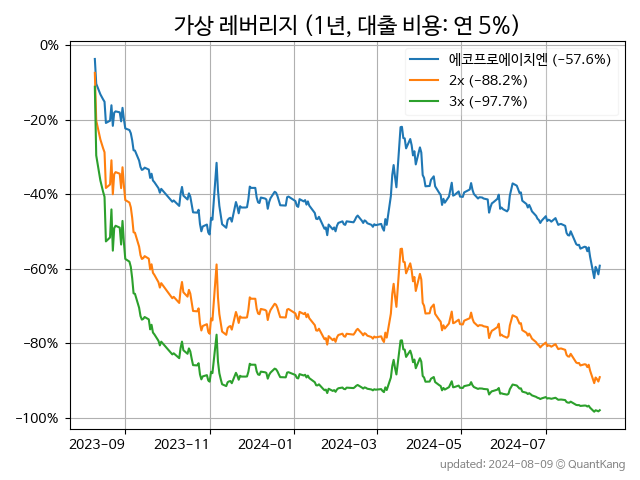 가상 레버리지 (1년, 대출 비용: 연 5%)
0%
−20%
−40%
−60%
−80%
−100%
에코프로에이치엔 (−57.6%)
2x (−88.2%)
3x (−97.7%)
2023-09
2023-11
2024-01
2024-03
2024-05
2024-07
updated: 2024-08-09 © QuantKang